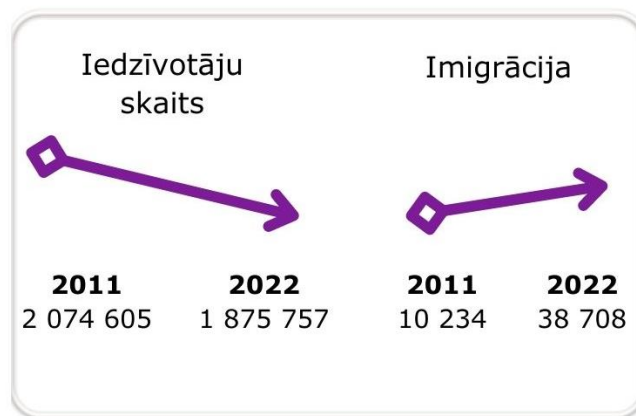 Iedzīvotāju
skaits
2011 2022
2 074 605 1 875 757
Imigrācija
2011 2022
10 234 38 708